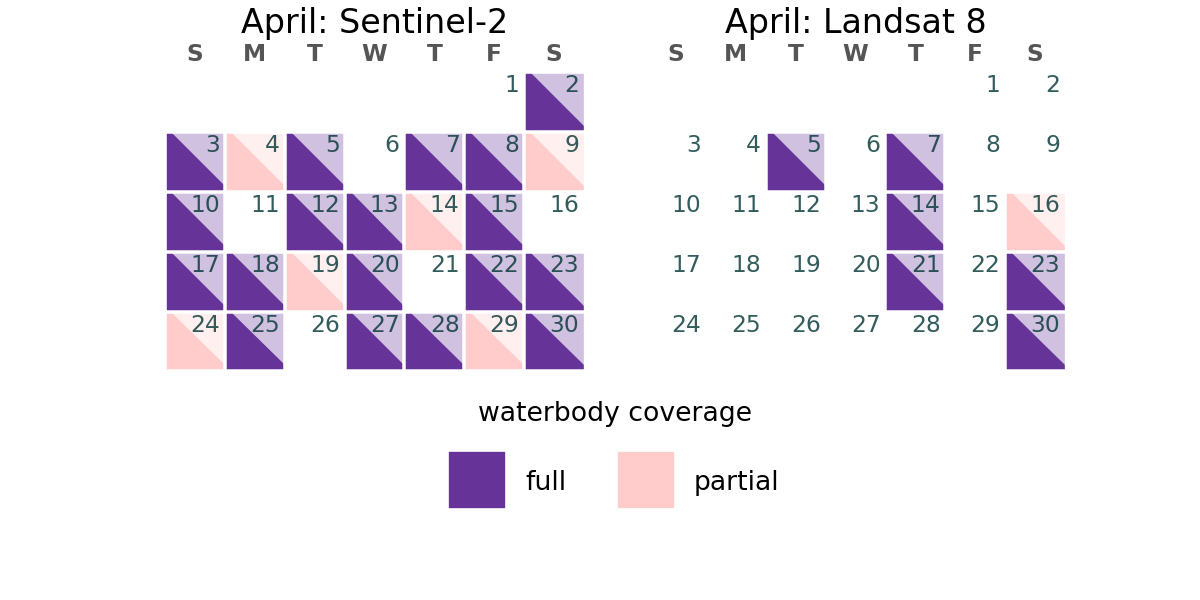 April: Sentinel-2
S M T W T F S
1 2
3 4 5 6 7 8 9
10 11 12 13 14 15 16
17 18 19 20 21 22 23
24 25 26 27 28 29 30
April: Landsat 8
S M T W T F S
1 2
3 4 5 6 7 8 9
10 11 12 13 14 15 16
17 18 19 20 21 22 23
24 25 26 27 28 29 30
waterbody coverage
full partial